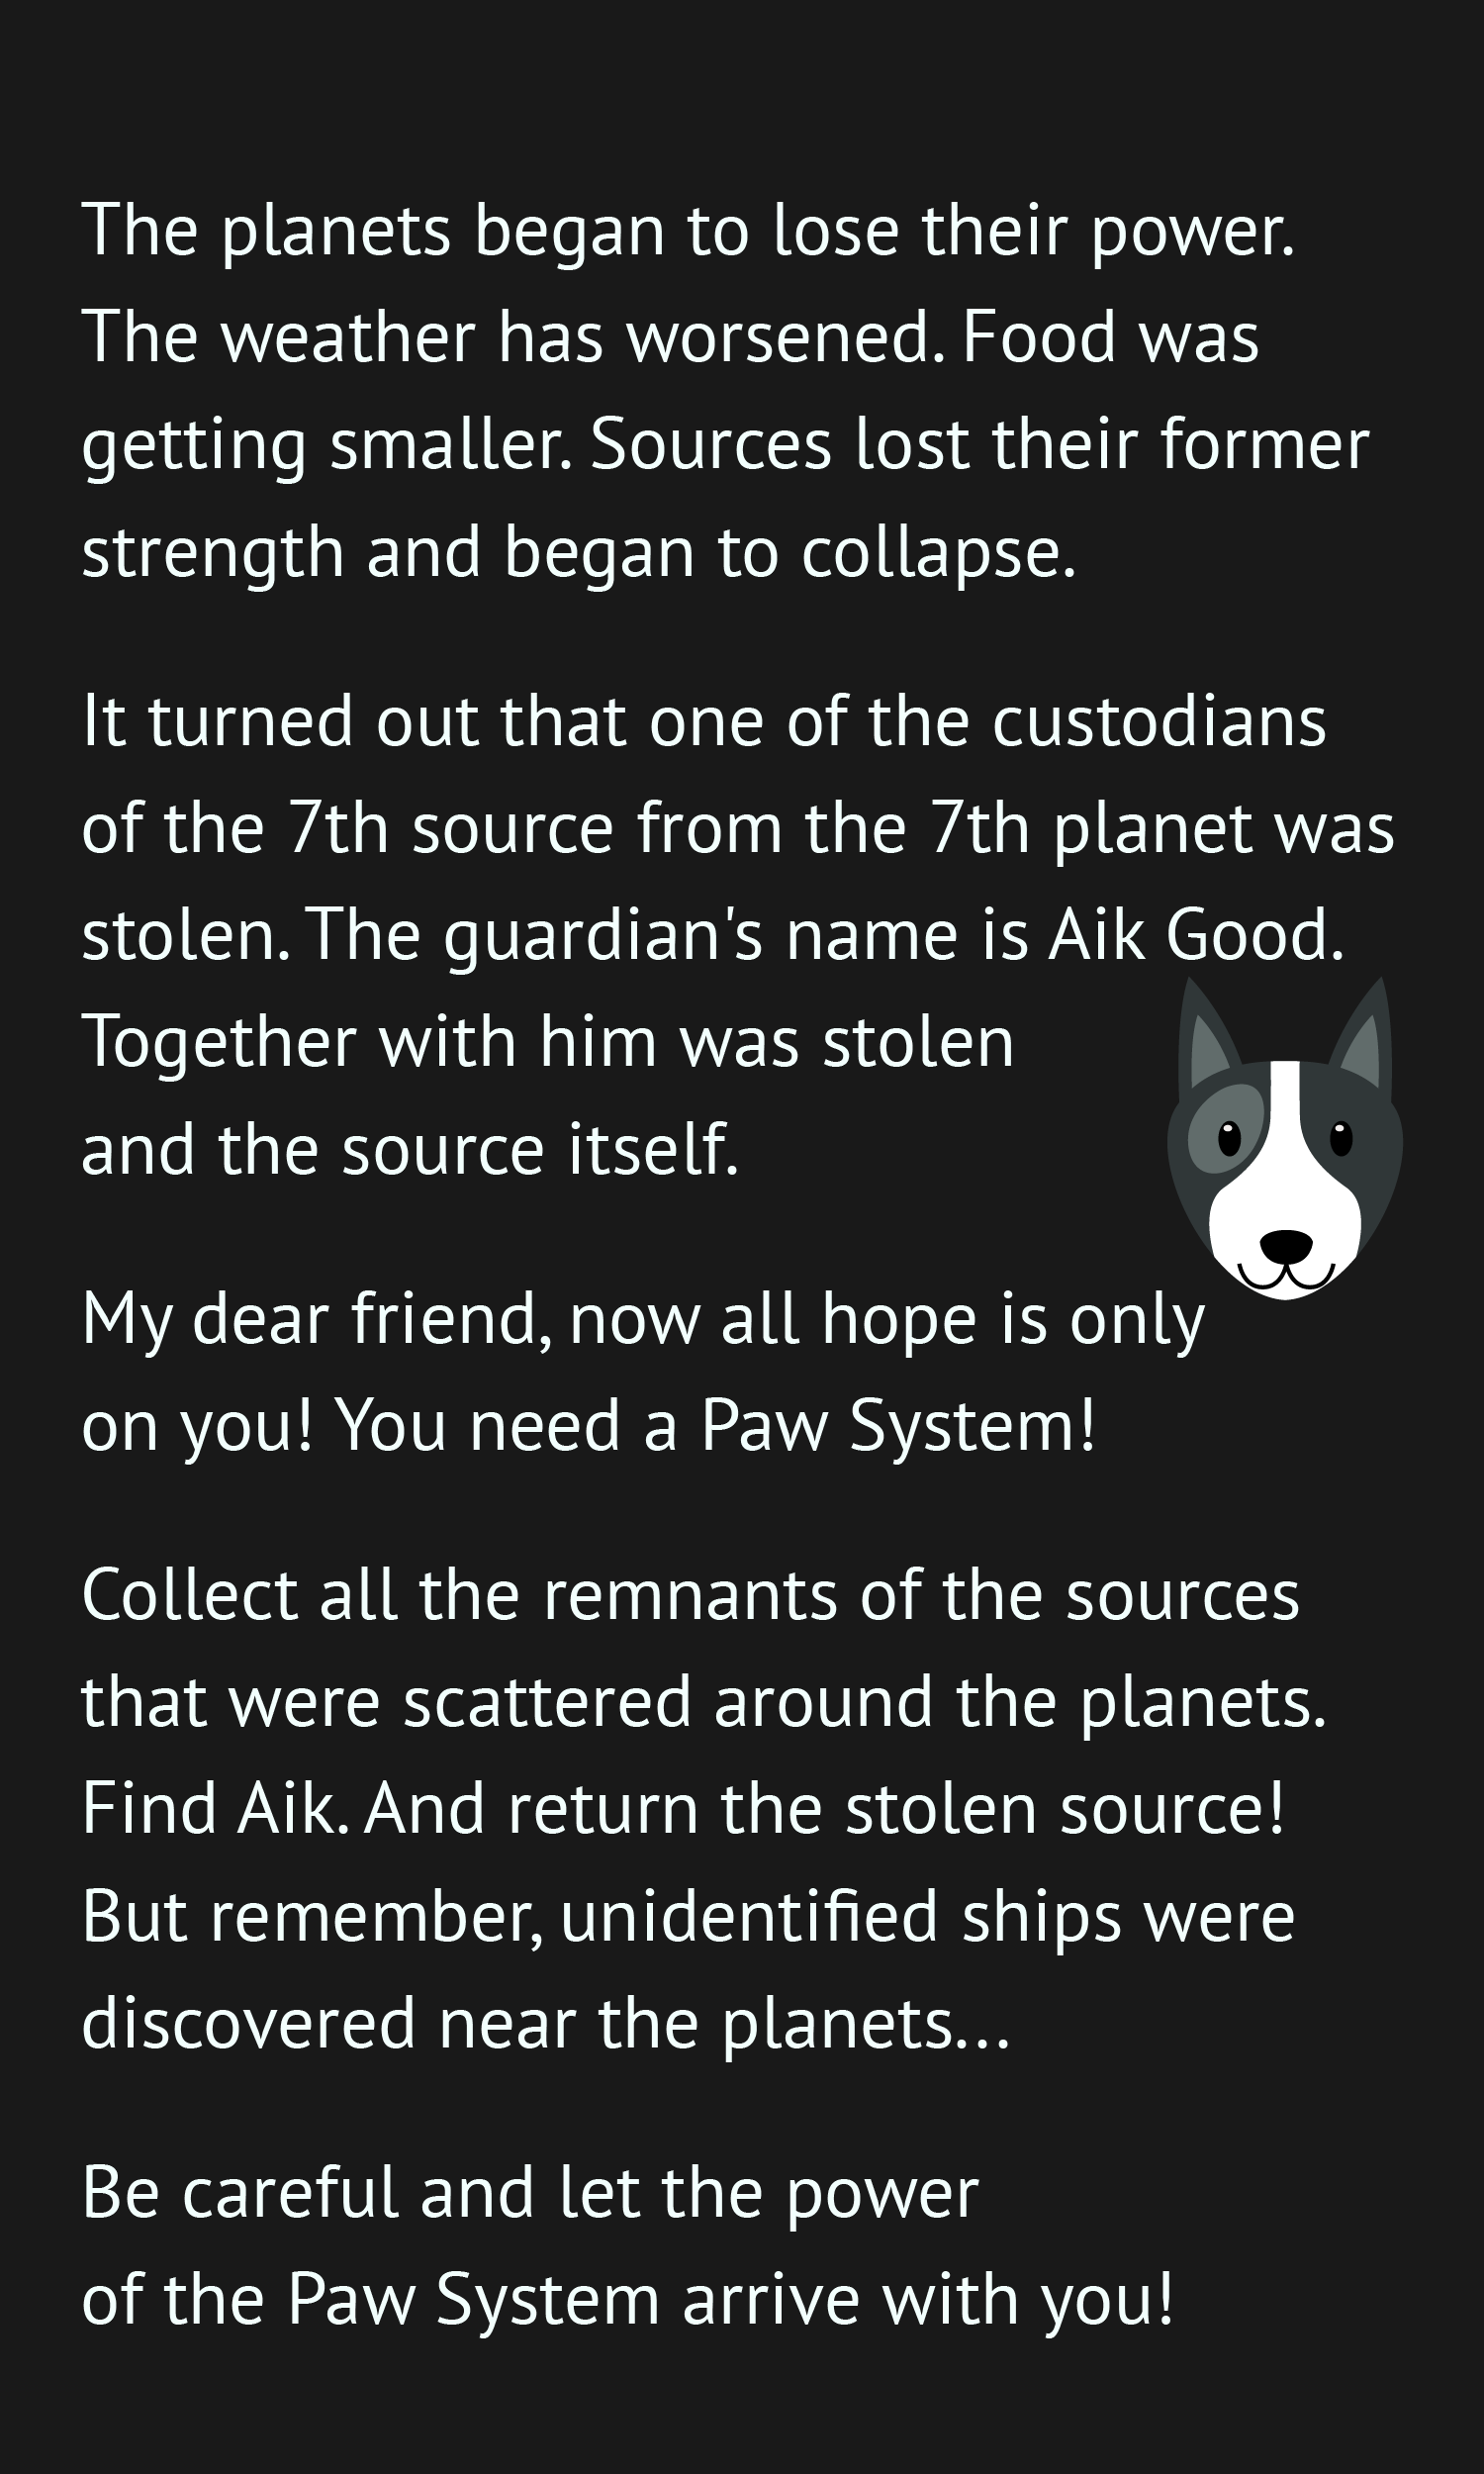 The planets began to lose their power.
The weather has worsened. Food was
getting smaller. Sources lost their former
strength and began to collapse.
It turned out that one of the custodians
of the 7th source from the 7th planet was
stolen. The guardian's name is Aik Good.
Together with him was stolen
and the source itself.
My dear friend, now all hope is only
on you! You need a Paw System!
Collect all the remnants of the sources
that were scattered around the planets.
Find Aik. And return the stolen source!
But remember, unidentified ships were
discovered near the planets...
Be careful and let the power
of the Paw System arrive with you!